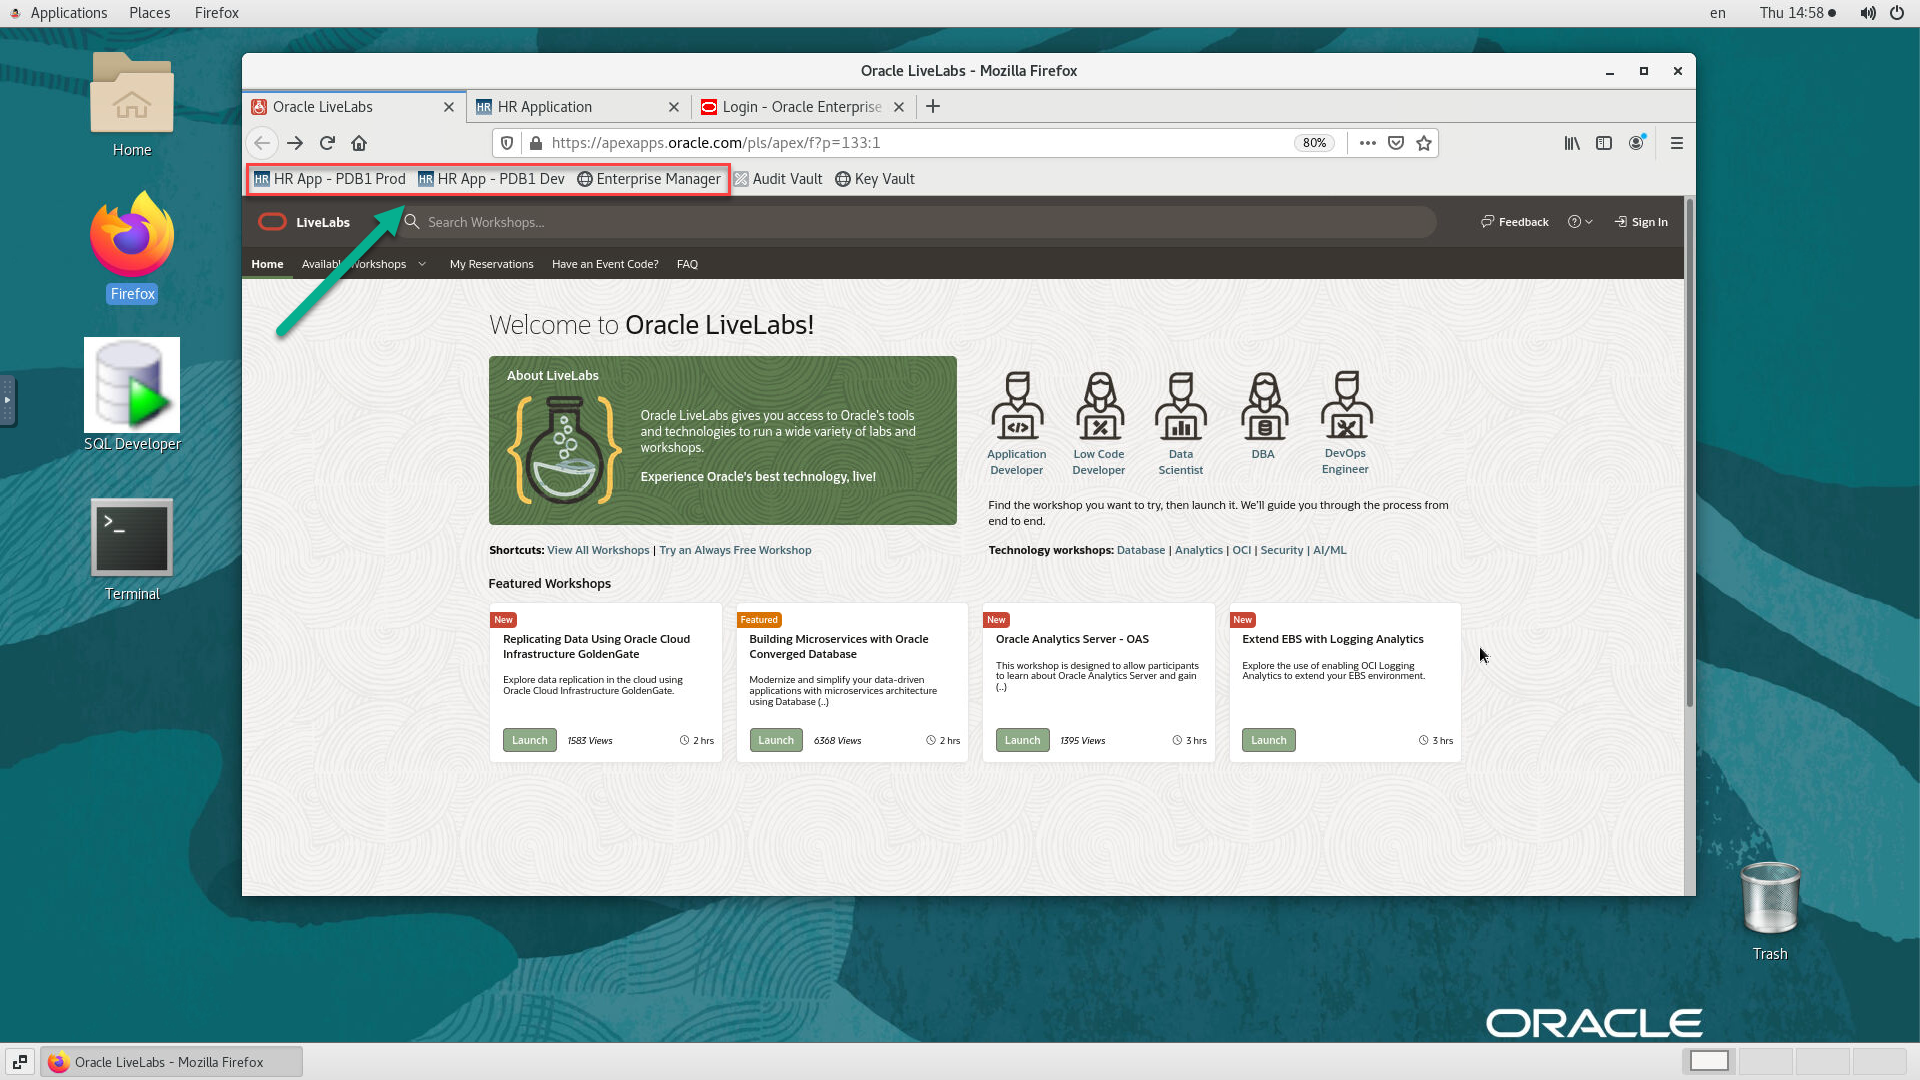 Applications Places Firefox en Thu 14:58
Oracle LiveLabs - Mozilla Firefox
Oracle LiveLabs HR HR Application Login - Oracle Enterprise
https://apexapps.oracle.com/pls/apex/f?p=133:1 80%
HR HR App - PDB1 Prod HR HR App - PDB1 Dev Enterprise Manager Audit Vault Key Vault
LiveLabs Search Workshops... Feedback ? Sign In
Home Available Workshops My Reservations Have an Event Code? FAQ
Welcome to Oracle LiveLabs!
About LiveLabs
Oracle LiveLabs gives you access to Oracle's tools
and technologies to run a wide variety of labs and
workshops.
Experience Oracle's best technology, live!
Application
Developer
Low Code
Developer
Data
Scientist
DBA
DevOps
Engineer
Find the workshop you want to try, then launch it. We'll guide you through the process from
end to end.
Shortcuts: View All Workshops | Try an Always Free Workshop
Technology workshops: Database | Analytics | OCI | Security | AI/ML
Featured Workshops
New
Replicating Data Using Oracle Cloud
Infrastructure GoldenGate
Explore data replication in the cloud using
Oracle Cloud Infrastructure GoldenGate.
Launch 1583 Views 2 hrs
Featured
Building Microservices with Oracle
Converged Database
Modernize and simplify your data-driven
applications with microservices architecture
using Database (..)
Launch 6368 Views 2 hrs
New
Oracle Analytics Server - OAS
This workshop is designed to allow participants
to learn about Oracle Analytics Server and gain
(..)
Launch 1395 Views 3 hrs
New
Extend EBS with Logging Analytics
Explore the use of enabling OCI Logging
Analytics to extend your EBS environment.
Launch 3 hrs
Home
Firefox
SQL Developer
>_
Terminal
Trash
ORACLE
Oracle LiveLabs - Mozilla Firefox